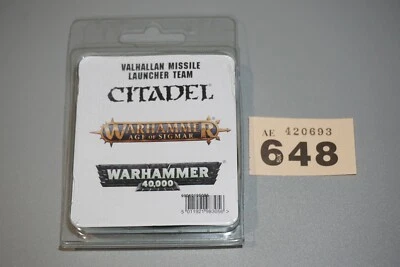 VALHALLAN MISSILE
LAUNCHER TEAM
CITADEL
WARHAMMER
AGE OF SIGMAR
WARHAMMER
40,000
AE 420693
648